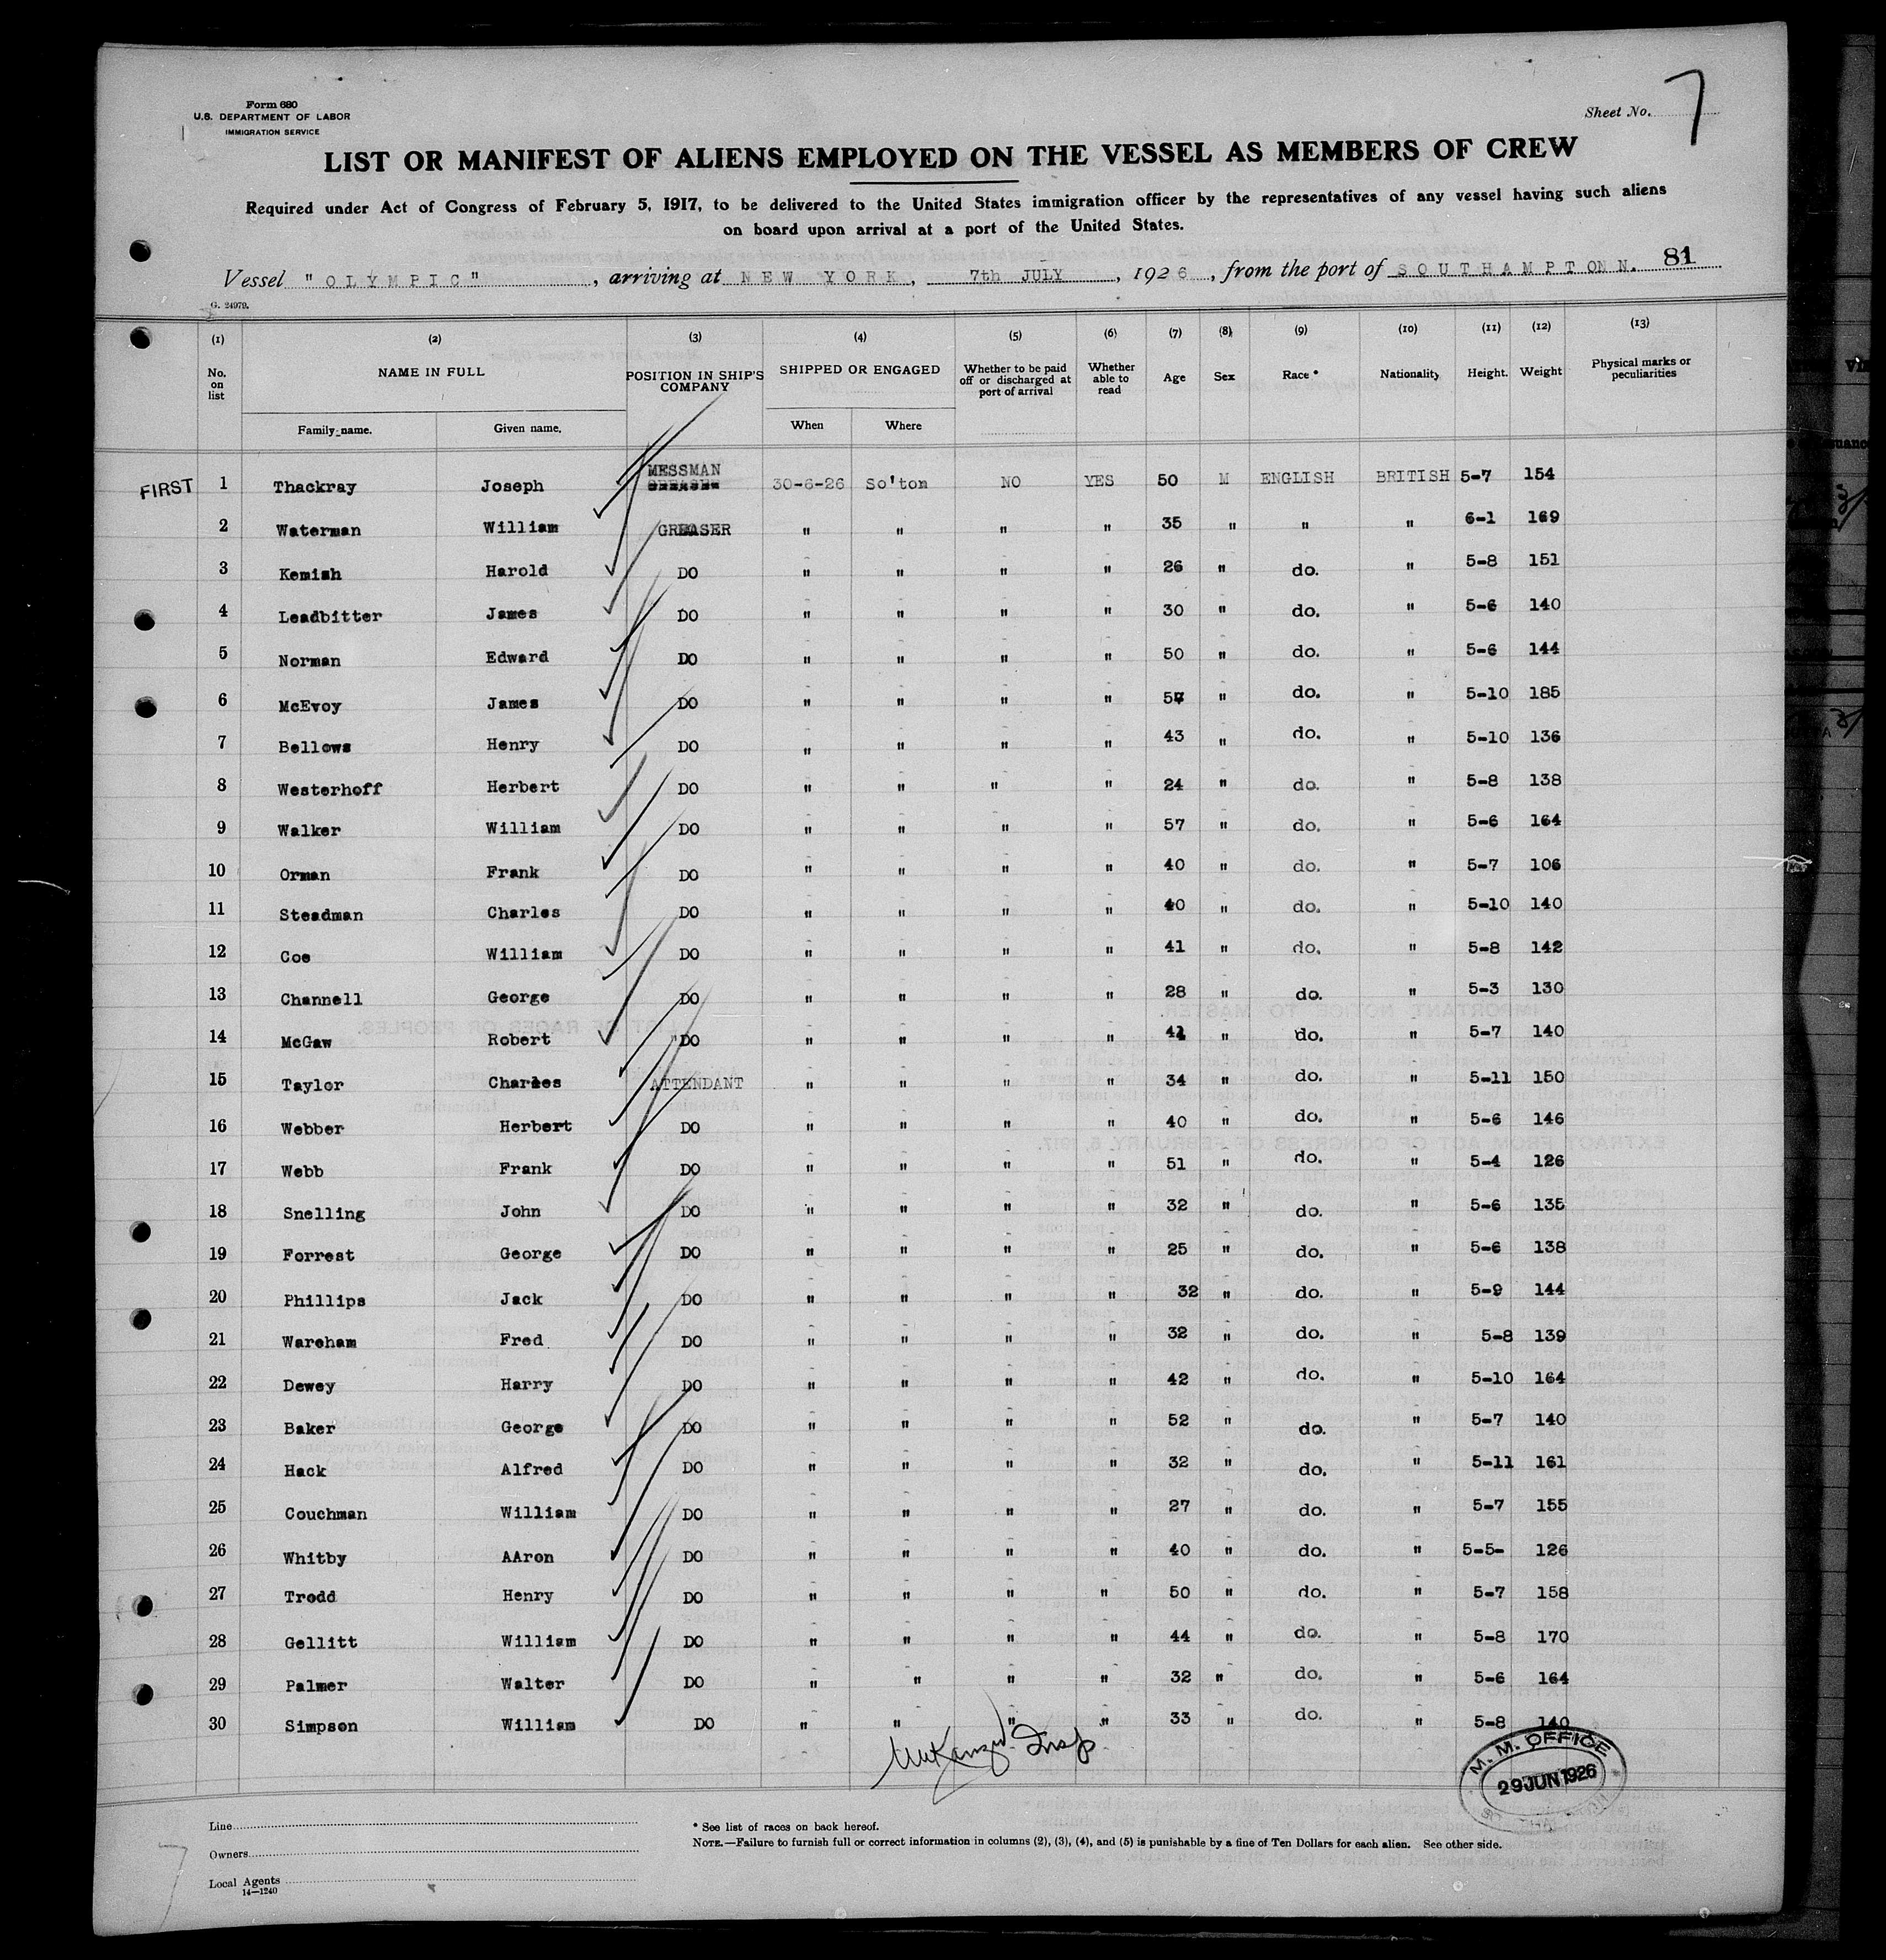 Form 680
U.S. DEPARTMENT OF LABOR
IMMIGRATION SERVICE
Sheet No. 7
LIST OR MANIFEST OF ALIENS EMPLOYED ON THE VESSEL AS MEMBERS OF CREW
Required under Act of Congress of February 5, 1917, to be delivered to the United States immigration officer by the representatives of any vessel having such aliens
on board upon arrival at a port of the United States.
81
Vessel "OLYMPIC", arriving at NEW YORK, 7th JULY, 1926, from the port of SOUTHAMPTON N.
G. 24979.
(1) (2) (3) (4) (5) (6) (7) (8) (9) (10) (11) (12) (13)
No. on list NAME IN FULL POSITION IN SHIP'S COMPANY SHIPPED OR ENGAGED Whether to be paid off or discharged at port of arrival Whether able to read Age Sex Race * Nationality Height. Weight Physical marks or peculiarities
Family name. Given name. When Where
MESSMAN
FIRST 1 Thackray Joseph GREASER 30-6-26 So'ton NO YES 50 M ENGLISH BRITISH 5-7 154
2 Waterman William GREASER " " " " 35 " " " 6-1 169
3 Kemish Harold DO " " " " 26 " do. " 5-8 151
4 Leadbitter James DO " " " " 30 " do. " 5-6 140
5 Norman Edward DO " " " " 50 " do. " 5-6 144
6 McEvoy James DO " " " " 57 " do. " 5-10 185
7 Bellows Henry DO " " " " 43 " do. " 5-10 136
8 Westerhoff Herbert DO " " " " 24 " do. " 5-8 138
9 Walker William DO " " " " 57 " do. " 5-6 164
10 Orman Frank DO " " " " 40 " do. " 5-7 106
11 Steadman Charles DO " " " " 40 " do. " 5-10 140
12 Coe William DO " " " " 41 " do. " 5-8 142
13 Channell George DO " " " " 28 " do. " 5-3 130
14 McGaw Robert "DO " " " " 41 " do. " 5-7 140
15 Taylor Charles ATTENDANT " " " " 34 " do. " 5-11 150
16 Webber Herbert DO " " " " 40 " do. " 5-6 146
17 Webb Frank DO " " " " 51 " do. " 5-4 126
18 Snelling John DO " " " " 32 " do. " 5-6 135
19 Forrest George DO " " " " 25 " do. " 5-6 138
20 Phillips Jack DO " " " " 32 " do. " 5-9 144
21 Wareham Fred DO " " " " 32 " do. " 5-8 139
22 Dewey Harry DO " " " " 42 " do. " 5-10 164
23 Baker George DO " " " " 52 " do. " 5-7 140
24 Hack Alfred DO " " " " 32 " do. " 5-11 161
25 Couchman William DO " " " " 27 " do. " 5-7 155
26 Whitby AAron DO " " " " 40 " do. " 5-5- 126
27 Trodd Henry DO " " " " 50 " do. " 5-7 158
28 Gellitt William DO " " " " 44 " do. " 5-8 170
29 Palmer Walter DO " " " " 32 " do. " 5-6 164
30 Simpson William DO " " " " 33 " do. " 5-8 140
Insp
M. M. OFFICE
29 JUN 1926
Line
Owners
Local Agents
14—1240
* See list of races on back hereof.
NOTE.—Failure to furnish full or correct information in columns (2), (3), (4), and (5) is punishable by a fine of Ten Dollars for each alien. See other side.